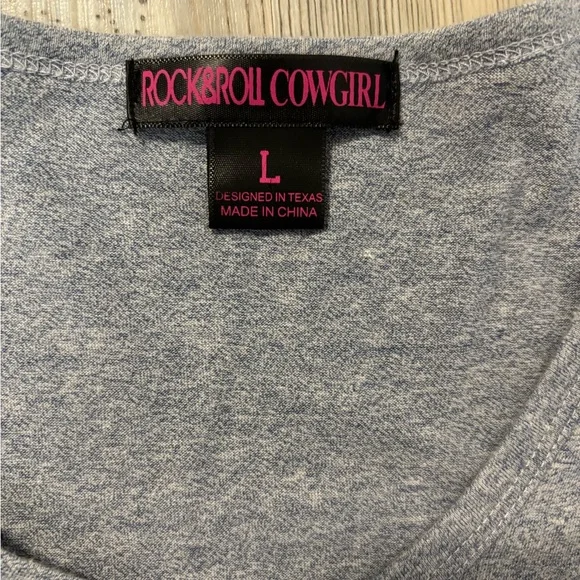 ROCK&ROLL COWGIRL
L
DESIGNED IN TEXAS
MADE IN CHINA